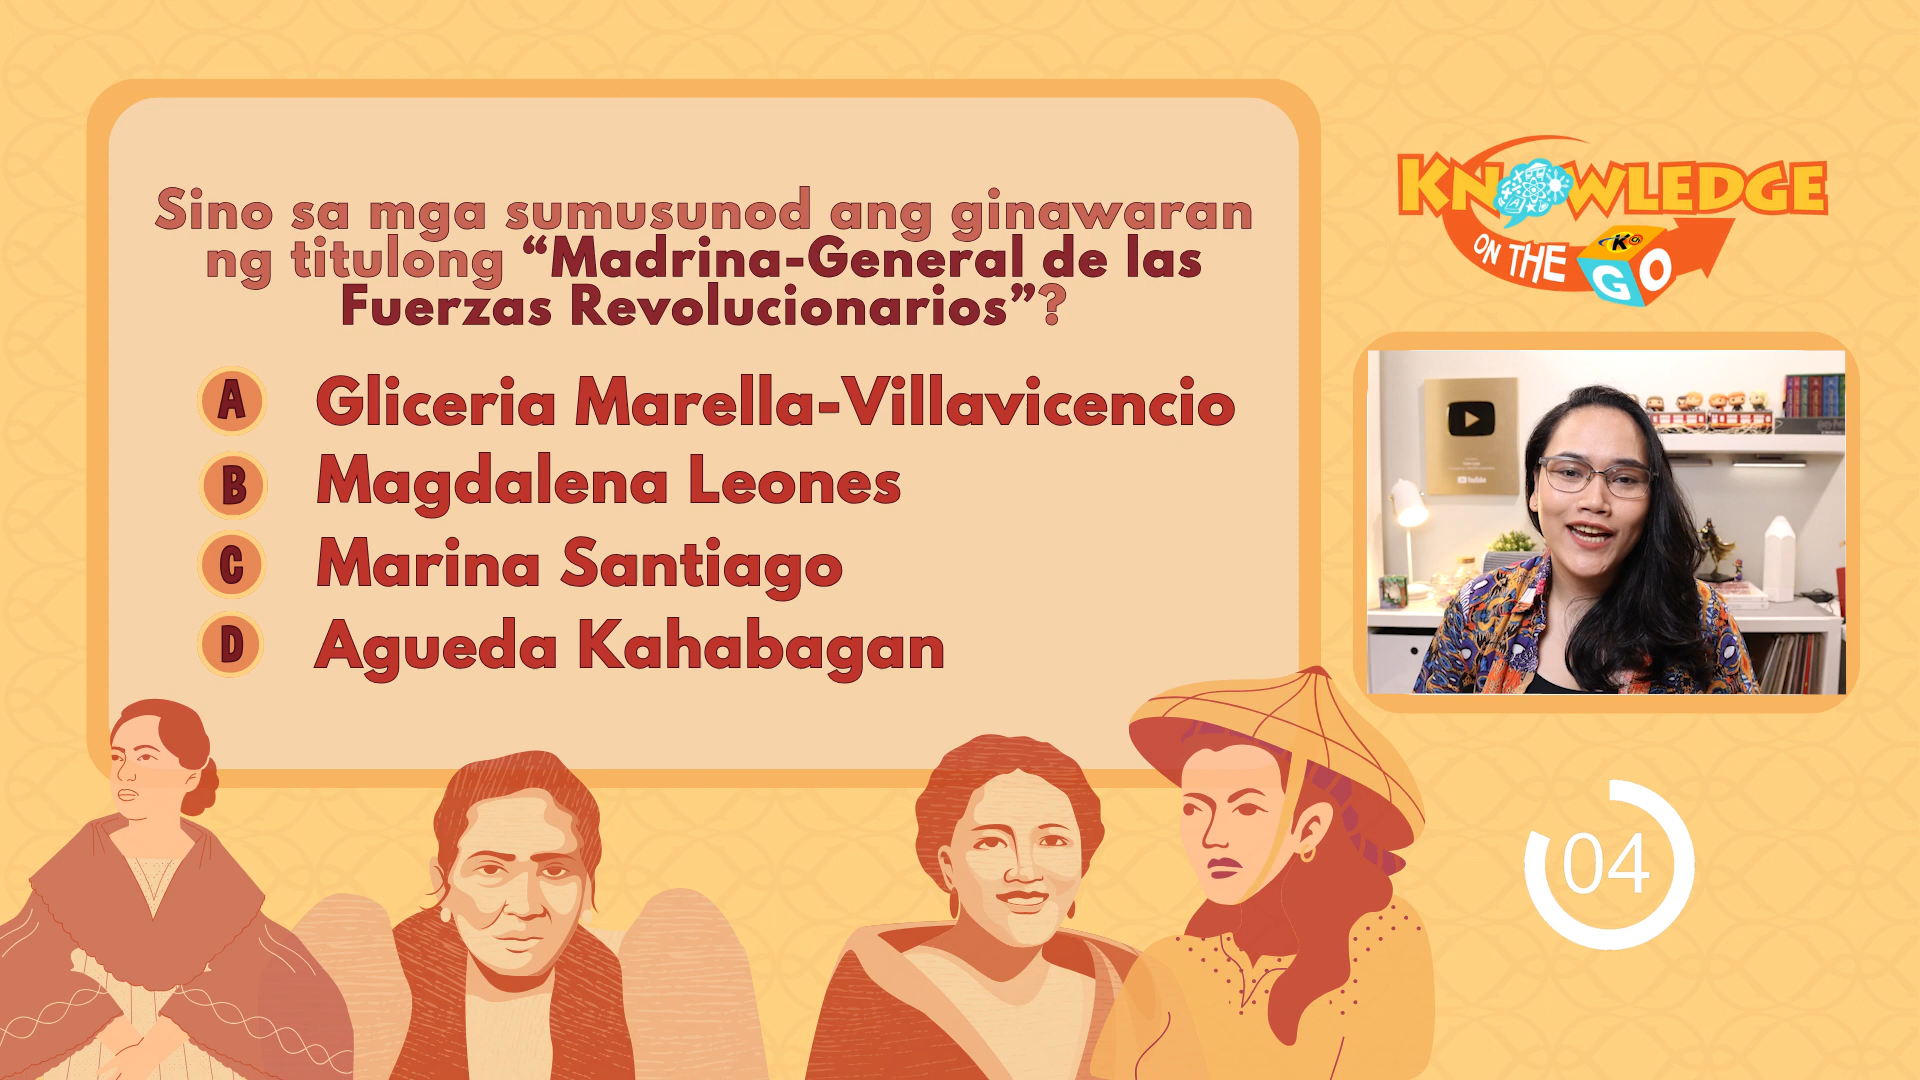 Sino sa mga sumusunod ang ginawaran
ng titulong “Madrina-General de las
Fuerzas Revolucionarios”?
A Gliceria Marella-Villavicencio
B Magdalena Leones
C Marina Santiago
D Agueda Kahabagan
KNOWLEDGE
ON THE GO
K
YouTube
04